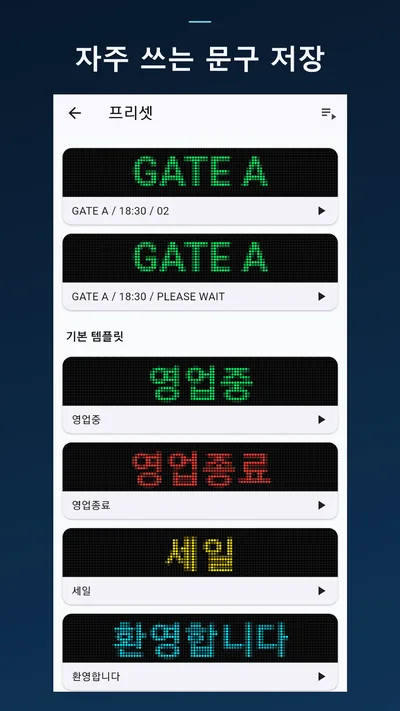 자주 쓰는 문구 저장
프리셋
GATE A
GATE A / 18:30 / 02
GATE A
GATE A / 18:30 / PLEASE WAIT
기본 템플릿
영업중
영업중
영업종료
영업종료
세일
세일
환영합니다
환영합니다